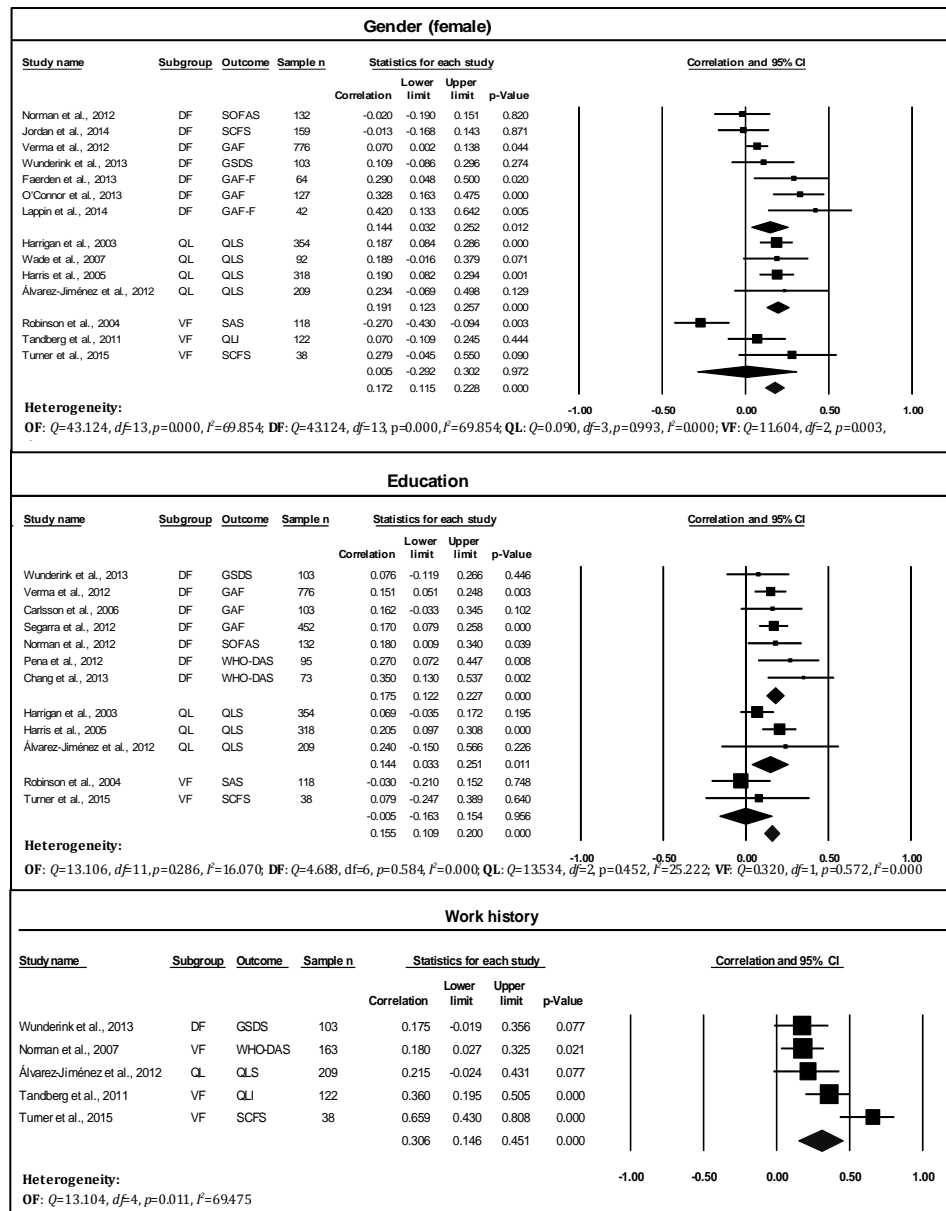 Gender (female)
Study name Subgroup Outcome Sample n Statistics for each study Correlation and 95% CI
Lower Upper
Correlation limit limit p-Value
Norman et al., 2012 DF SOFAS 132 -0.020 -0.190 0.151 0.820
Jordan et al., 2014 DF SCFS 159 -0.013 -0.168 0.143 0.871
Verma et al., 2012 DF GAF 776 0.070 0.002 0.138 0.044
Wunderink et al., 2013 DF GSDS 103 0.109 -0.086 0.296 0.274
Faerden et al., 2013 DF GAF-F 64 0.290 0.048 0.500 0.020
O'Connor et al., 2013 DF GAF 127 0.328 0.163 0.475 0.000
Lappin et al., 2014 DF GAF-F 42 0.420 0.133 0.642 0.005
0.144 0.032 0.252 0.012
Harrigan et al., 2003 QL QLS 354 0.187 0.084 0.286 0.000
Wade et al., 2007 QL QLS 92 0.189 -0.016 0.379 0.071
Harris et al., 2005 QL QLS 318 0.190 0.082 0.294 0.001
Álvarez-Jiménez et al., 2012 QL QLS 209 0.234 -0.069 0.498 0.129
0.191 0.123 0.257 0.000
Robinson et al., 2004 VF SAS 118 -0.270 -0.430 -0.094 0.003
Tandberg et al., 2011 VF QLI 122 0.070 -0.109 0.245 0.444
Turner et al., 2015 VF SCFS 38 0.279 -0.045 0.550 0.090
0.005 -0.292 0.302 0.972
0.172 0.115 0.228 0.000
Heterogeneity: -1.00 -0.50 0.00 0.50 1.00
OF: Q=43.124, df=13, p=0.000, I²=69.854; DF: Q=43.124, df=13, p=0.000, I²=69.854; QL: Q=0.090, df=3, p=0.993, I²=0.000; VF: Q=11.604, df=2, p=0.003,
Education
Study name Subgroup Outcome Sample n Statistics for each study Correlation and 95% CI
Lower Upper
Correlation limit limit p-Value
Wunderink et al., 2013 DF GSDS 103 0.076 -0.119 0.266 0.446
Verma et al., 2012 DF GAF 776 0.151 0.051 0.248 0.003
Carlsson et al., 2006 DF GAF 103 0.162 -0.033 0.345 0.102
Segarra et al., 2012 DF GAF 452 0.170 0.079 0.258 0.000
Norman et al., 2012 DF SOFAS 132 0.180 0.009 0.340 0.039
Pena et al., 2012 DF WHO-DAS 95 0.270 0.072 0.447 0.008
Chang et al., 2013 DF WHO-DAS 73 0.350 0.130 0.537 0.002
0.175 0.122 0.227 0.000
Harrigan et al., 2003 QL QLS 354 0.069 -0.035 0.172 0.195
Harris et al., 2005 QL QLS 318 0.205 0.097 0.308 0.000
Álvarez-Jiménez et al., 2012 QL QLS 209 0.240 -0.150 0.566 0.226
0.144 0.033 0.251 0.011
Robinson et al., 2004 VF SAS 118 -0.030 -0.210 0.152 0.748
Turner et al., 2015 VF SCFS 38 0.079 -0.247 0.389 0.640
-0.005 -0.163 0.154 0.956
0.155 0.109 0.200 0.000
Heterogeneity: -1.00 -0.50 0.00 0.50 1.00
OF: Q=13.106, df=11, p=0.286, I²=16.070; DF: Q=4.688, df=6, p=0.584, I²=0.000; QL: Q=13.534, df=2, p=0.452, I²=25.222; VF: Q=0.320, df=1, p=0.572, I²=0.000
Work history
Study name Subgroup Outcome Sample n Statistics for each study Correlation and 95% CI
Lower Upper
Correlation limit limit p-Value
Wunderink et al., 2013 DF GSDS 103 0.175 -0.019 0.356 0.077
Norman et al., 2007 VF WHO-DAS 163 0.180 0.027 0.325 0.021
Álvarez-Jiménez et al., 2012 QL QLS 209 0.215 -0.024 0.431 0.077
Tandberg et al., 2011 VF QLI 122 0.360 0.195 0.505 0.000
Turner et al., 2015 VF SCFS 38 0.659 0.430 0.808 0.000
0.306 0.146 0.451 0.000
Heterogeneity: -1.00 -0.50 0.00 0.50 1.00
OF: Q=13.104, df=4, p=0.011, I²=69.475